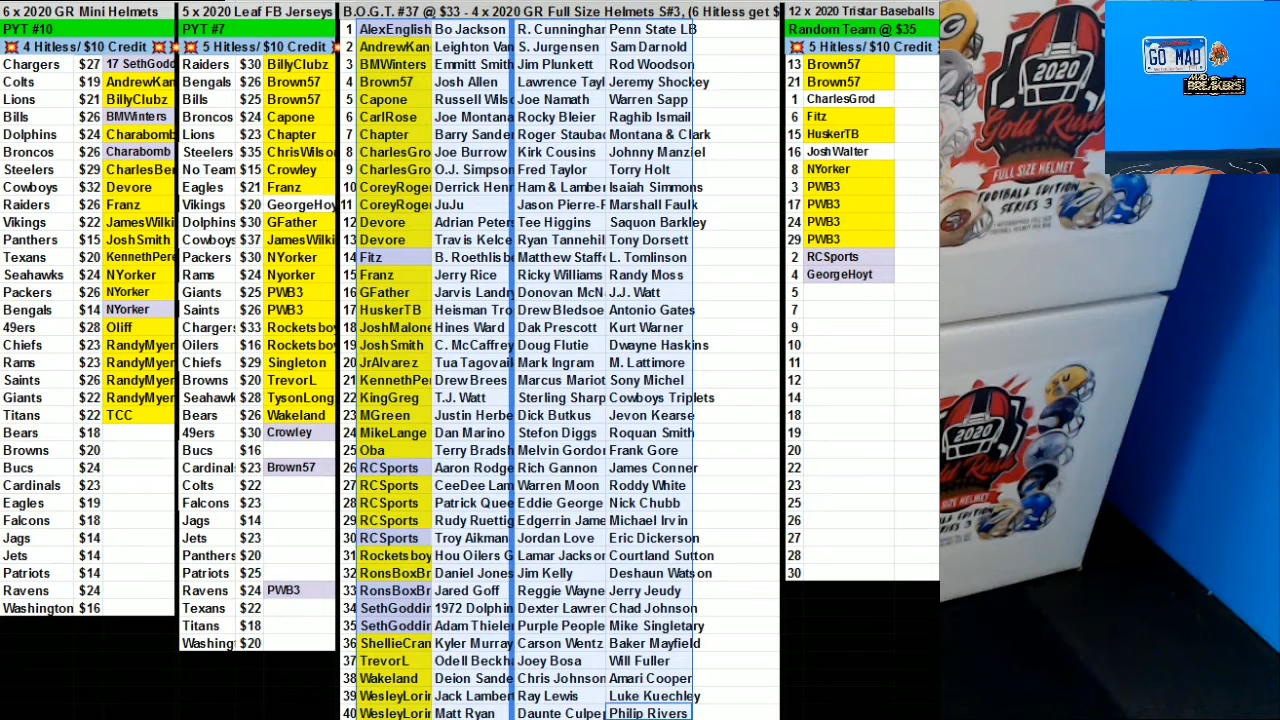 6 x 2020 GR Mini Helmets
PYT #10
4 Hitless/ $10 Credit
Chargers $27 17 SethGodd
Colts $19 AndrewKan
Lions $21 BillyClubz
Bills $26 BMWinters
Dolphins $24 Charabomb
Broncos $26 Charabomb
Steelers $29 CharlesBe
Cowboys $32 Devore
Raiders $26 Franz
Vikings $22 JamesWilki
Panthers $15 JoshSmith
Texans $20 KennethPere
Seahawks $24 NYorker
Packers $26 NYorker
Bengals $14 NYorker
49ers $28 Oliff
Chiefs $23 RandyMyer
Rams $23 RandyMyer
Saints $26 RandyMyer
Giants $22 RandyMyer
Titans $22 TCC
Bears $18
Browns $20
Bucs $24
Cardinals $23
Eagles $19
Falcons $18
Jags $14
Jets $14
Patriots $14
Ravens $24
Washington $16
5 x 2020 Leaf FB Jerseys
PYT #7
5 Hitless/ $10 Credit
Raiders $30 BillyClubz
Bengals $26 Brown57
Bills $25 Brown57
Broncos $24 Capone
Lions $23 Chapter
Steelers $35 ChrisWilso
No Team $15 Crowley
Eagles $21 Franz
Vikings $20 GeorgeHoy
Dolphins $30 GFather
Cowboys $37 JamesWilki
Packers $30 NYorker
Rams $24 Nyorker
Giants $25 PWB3
Saints $26 PWB3
Chargers $33 Rocketsboy
Oilers $16 Rocketsboy
Chiefs $29 Singleton
Browns $20 TrevorL
Seahawk $28 TysonLong
Bears $26 Wakeland
49ers $30 Crowley
Bucs $16
Cardinal $23 Brown57
Colts $22
Falcons $23
Jags $14
Jets $23
Panthers $20
Patriots $25
Ravens $24 PWB3
Texans $22
Titans $18
Washing $20
B.O.G.T. #37 @ $33 - 4 x 2020 GR Full Size Helmets S#3, (6 Hitless get $
1 AlexEnglish Bo Jackson R. Cunninghar Penn State LB
2 AndrewKan Leighton Van S. Jurgensen Sam Darnold
3 BMWinters Emmitt Smith Jim Plunkett Rod Woodson
4 Brown57 Josh Allen Lawrence Tayl Jeremy Shockey
5 Capone Russell Wils Joe Namath Warren Sapp
6 CarlRose Joe Montana Rocky Bleier Raghib Ismail
7 Chapter Barry Sander Roger Staubac Montana & Clark
8 CharlesGro Joe Burrow Kirk Cousins Johnny Manziel
9 CharlesGro O.J. Simpson Fred Taylor Torry Holt
10 CoreyRoger Derrick Henr Ham & Lamber Isaiah Simmons
11 CoreyRoger JuJu Jason Pierre-F Marshall Faulk
12 Devore Adrian Peters Tee Higgins Saquon Barkley
13 Devore Travis Kelce Ryan Tannehil Tony Dorsett
14 Fitz B. Roethlisb Matthew Staffo L. Tomlinson
15 Franz Jerry Rice Ricky Williams Randy Moss
16 GFather Jarvis Landry Donovan McN J.J. Watt
17 HuskerTB Heisman Tro Drew Bledsoe Antonio Gates
18 JoshMalone Hines Ward Dak Prescott Kurt Warner
19 JoshSmith C. McCaffrey Doug Flutie Dwayne Haskins
20 JrAlvarez Tua Tagovail Mark Ingram M. Lattimore
21 KennethPe Drew Brees Marcus Mariot Sony Michel
22 KingGreg T.J. Watt Sterling Sharp Cowboys Triplets
23 MGreen Justin Herbe Dick Butkus Jevon Kearse
24 MikeLange Dan Marino Stefon Diggs Roquan Smith
25 Oba Terry Bradsh Melvin Gordo Frank Gore
26 RCSports Aaron Rodge Rich Gannon James Conner
27 RCSports CeeDee Lam Warren Moon Roddy White
28 RCSports Patrick Quee Eddie George Nick Chubb
29 RCSports Rudy Ruettig Edgerrin Jame Michael Irvin
30 RCSports Troy Aikman Jordan Love Eric Dickerson
31 Rocketsboy Hou Oilers G Lamar Jackson Courtland Sutton
32 RonsBoxBr Daniel Jones Jim Kelly Deshaun Watson
33 RonsBoxBr Jared Goff Reggie Wayne Jerry Jeudy
34 SethGoddin 1972 Dolphin Dexter Lawrer Chad Johnson
35 SethGoddin Adam Thieler Purple People Mike Singletary
36 ShellieCran Kyler Murray Carson Wentz Baker Mayfield
37 TrevorL Odell Beckha Joey Bosa Will Fuller
38 Wakeland Deion Sande Chris Johnson Amari Cooper
39 WesleyLorin Jack Lambert Ray Lewis Luke Kuechley
40 WesleyLorin Matt Ryan Daunte Culpe Philip Rivers
12 x 2020 Tristar Baseballs
Random Team @ $35
5 Hitless/ $10 Credit
13 Brown57
21 Brown57
1 CharlesGrod
6 Fitz
15 HuskerTB
16 JoshWalter
8 NYorker
3 PWB3
17 PWB3
24 PWB3
29 PWB3
2 RCSports
4 GeorgeHoyt
5
7
9
10
11
12
14
18
19
20
22
23
25
26
27
28
30
2020
Gold Rush
FULL SIZE HELMET
FOOTBALL EDITION
SERIES 3
2020
SIZE HELMET
GO MAD
MAD BREAKERS